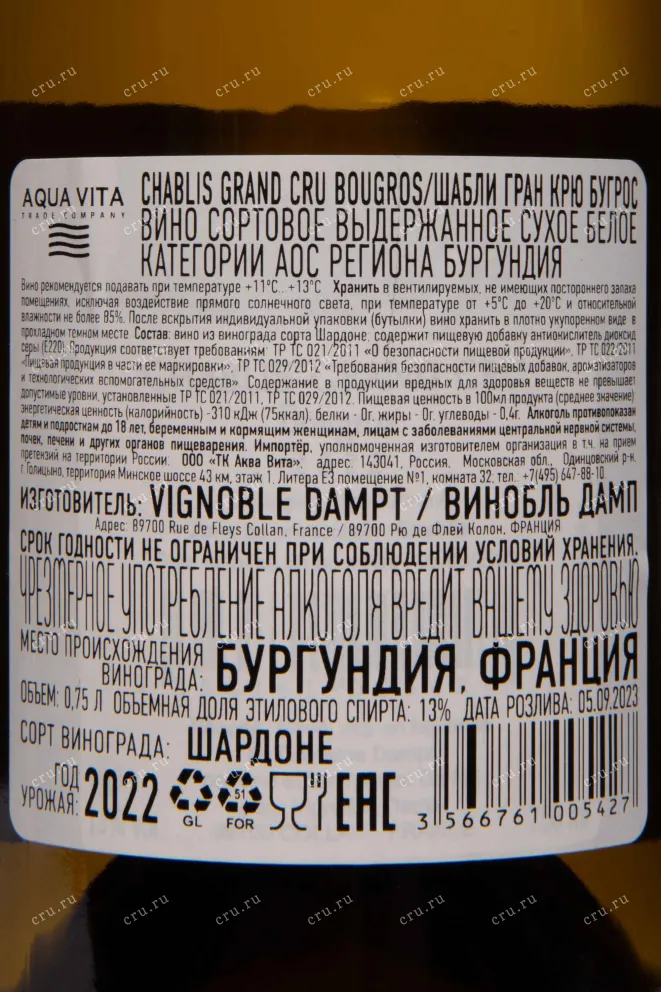 AQUA VITA
TRADE COMPANY
CHABLIS GRAND CRU BOUGROS/ШАБЛИ ГРАН КРЮ БУГРОС
ВИНО СОРТОВОЕ ВЫДЕРЖАННОЕ СУХОЕ БЕЛОЕ
КАТЕГОРИИ АОС РЕГИОНА БУРГУНДИЯ
Вино рекомендуется подавать при температуре +11°С...+13°С Хранить в вентилируемых, не имеющих постороннего запаха
помещениях, исключая воздействие прямого солнечного света, при температуре от +5°С до +20°С и относительной
влажности не более 85%. После вскрытия индивидуальной упаковки (бутылки) вино хранить в плотно укупоренном виде в
прохладном темном месте Состав: вино из винограда сорта Шардоне, содержит пищевую добавку антиокислитель диоксид
серы (Е220). Продукция соответствует требованиям: ТР ТС 021/2011 «О безопасности пищевой продукции», ТР ТС 022/2011
«Пищевая продукция в части ее маркировки», ТР ТС 029/2012 «Требования безопасности пищевых добавок, ароматизаторов
и технологических вспомогательных средств» Содержание в продукции вредных для здоровья веществ не превышает
допустимые уровни, установленные ТР ТС 021/2011, ТР ТС 029/2012. Пищевая ценность в 100мл продукта (среднее значение)
энергетическая ценность (калорийность) -310 кДж (75ккал), белки - 0г, жиры - 0г, углеводы - 0,4г. Алкоголь противопоказан
детям и подросткам до 18 лет, беременным и кормящим женщинам, лицам с заболеваниями центральной нервной системы,
почек, печени и других органов пищеварения. Импортёр, уполномоченная изготовителем организация в т.ч. на прием
претензий на территории России: ООО «ТК Аква Вита», адрес: 143041, Россия, Московская обл., Одинцовский р-н,
г. Голицыно, территория Минское шоссе 43 км, этаж 1, Литера Е3 помещение №1, комната 32, тел. +7(495) 647-88-10
ИЗГОТОВИТЕЛЬ: VIGNOBLE DAMPT / ВИНОБЛЬ ДАМП
Адрес: 89700 Rue de Fleys Collan, France / 89700 Рю де Флей Колон, ФРАНЦИЯ
СРОК ГОДНОСТИ НЕ ОГРАНИЧЕН ПРИ СОБЛЮДЕНИИ УСЛОВИЙ ХРАНЕНИЯ.
ЧРЕЗМЕРНОЕ УПОТРЕБЛЕНИЕ АЛКОГОЛЯ ВРЕДИТ ВАШЕМУ ЗДОРОВЬЮ
МЕСТО ПРОИСХОЖДЕНИЯ
ВИНОГРАДА: БУРГУНДИЯ, ФРАНЦИЯ
ОБЪЕМ: 0,75 Л ОБЪЕМНАЯ ДОЛЯ ЭТИЛОВОГО СПИРТА: 13% ДАТА РОЗЛИВА: 05.09.2023
СОРТ ВИНОГРАДА: ШАРДОНЕ
ГОД
УРОЖАЯ: 2022
GL
51
FOR
EAC
3 566761 005427
cru.ru